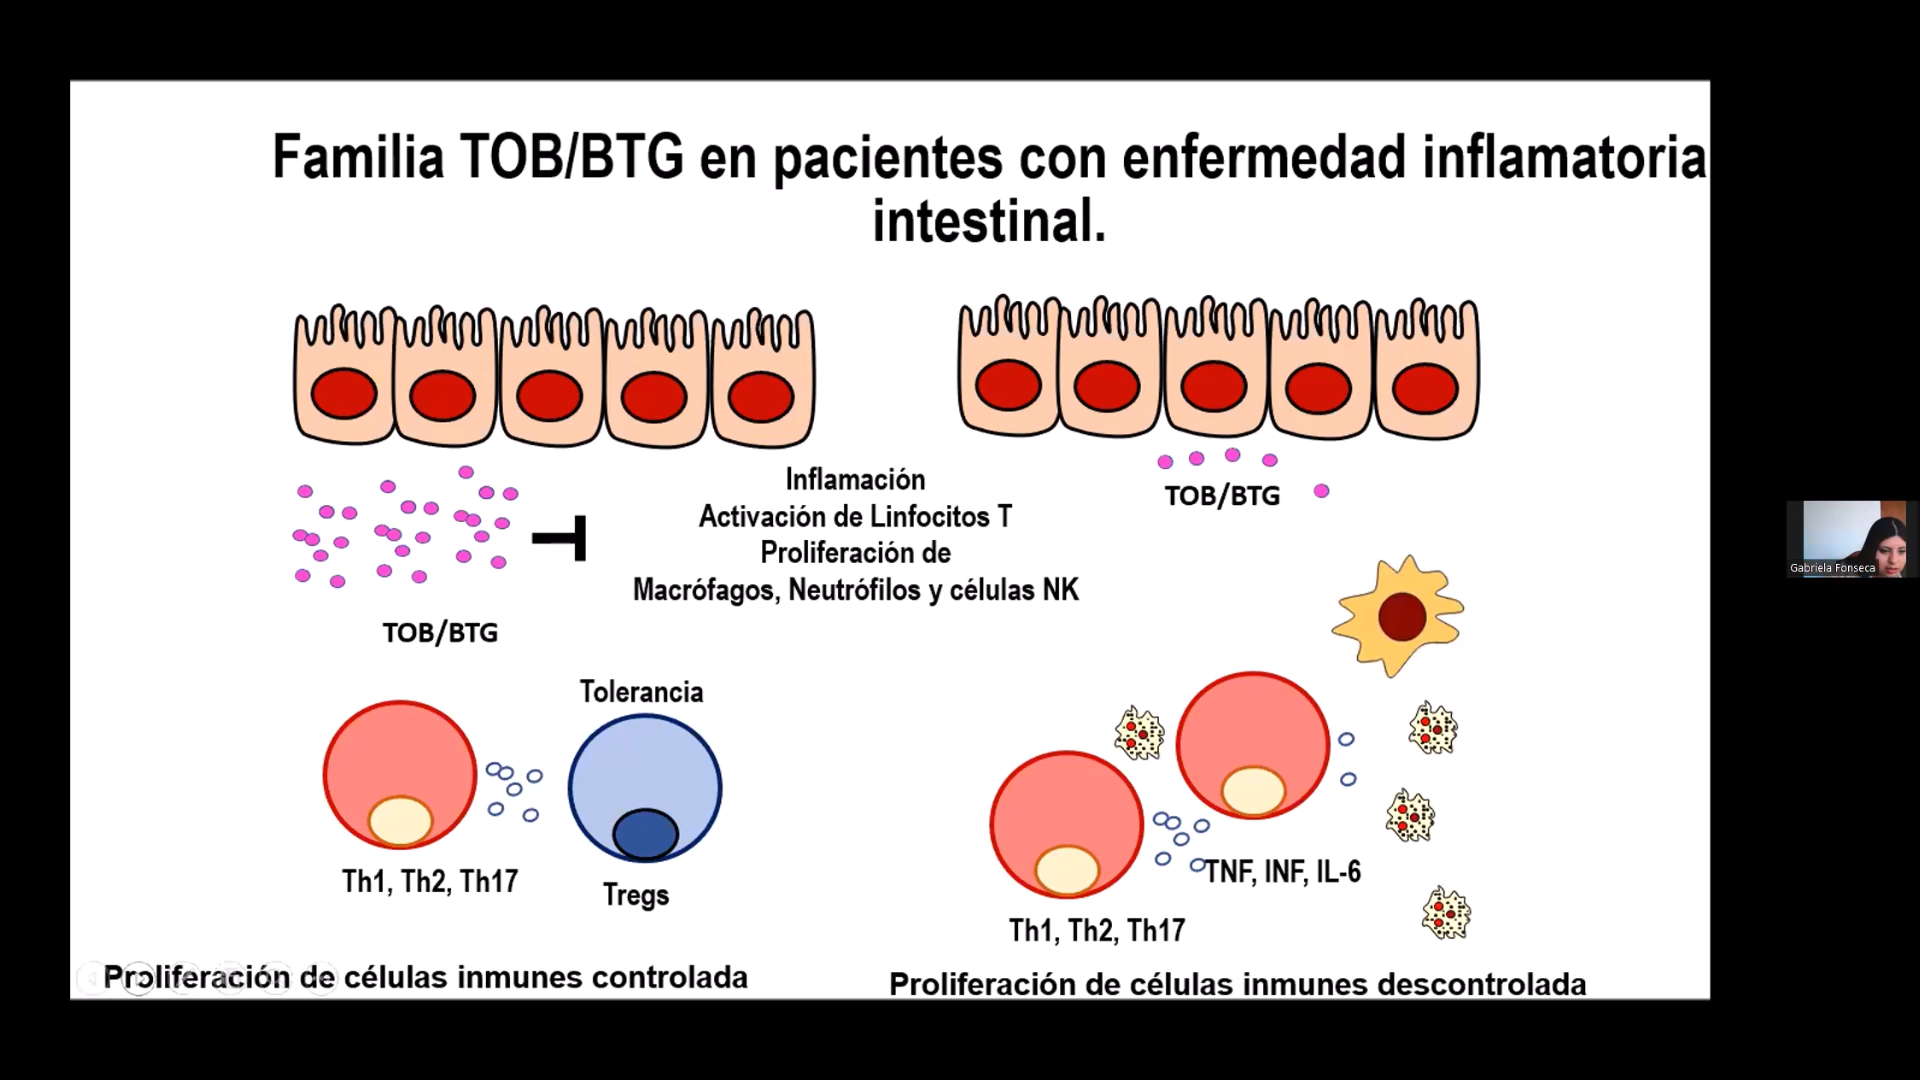 Familia TOB/BTG en pacientes con enfermedad inflamatoria
intestinal.
Inflamación
Activación de Linfocitos T
Proliferación de
Macrófagos, Neutrófilos y células NK
TOB/BTG
Tolerancia
Th1, Th2, Th17
Tregs
Proliferación de células inmunes controlada
TOB/BTG
TNF, INF, IL-6
Th1, Th2, Th17
Proliferación de células inmunes descontrolada
Gabriela Fonseca